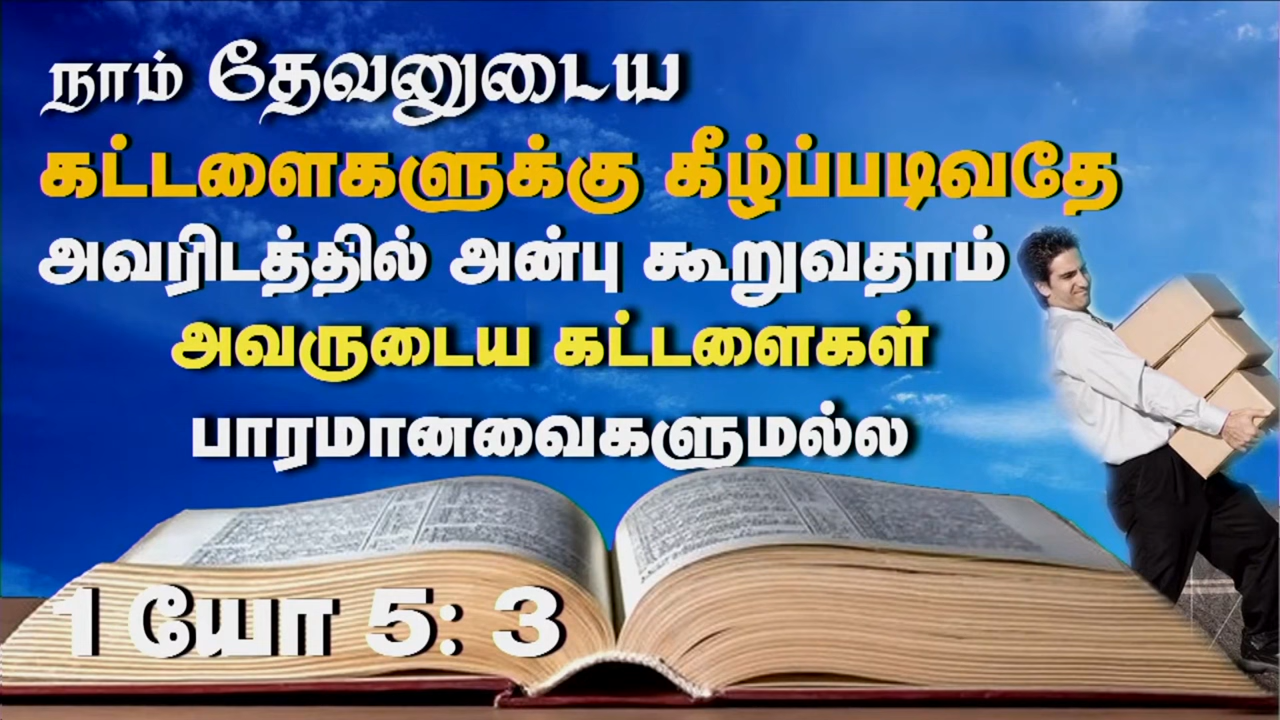 நாம் தேவனுடைய
கட்டளைகளுக்கு கீழ்ப்படிவதே
அவரிடத்தில் அன்பு கூறுவதாம்
அவருடைய கட்டளைகள்
பாரமானவைகளுமல்ல
1 யோ 5: 3